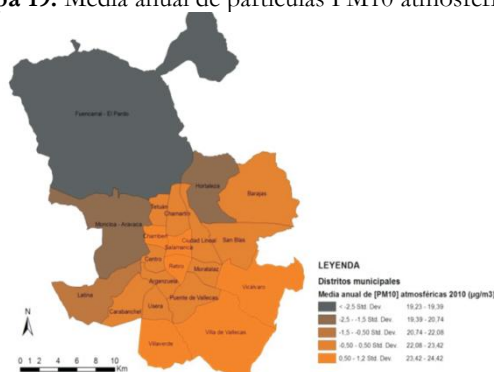 19. Media anual de partículas PM10 atmosféri
Fuencarral - El Pardo
Hortaleza
Barajas
Tetuán
Chamartín
Moncloa - Aravaca
Chamberí
Ciudad Lineal
San Blas
Salamanca
Centro
Retiro
Moratalaz
Vicálvaro
Latina
Arganzuela
Puente de Vallecas
Carabanchel
Usera
Villa de Vallecas
Villaverde
N
0 1 2 4 6 8 10
Km
LEYENDA
Distritos municipales
Media anual de [PM10] atmosféricas 2010 (µg/m3)
< -2,5 Std. Dev. 19,23 - 19,39
-2,5 - -1,5 Std. Dev. 19,39 - 20,74
-1,5 - -0,50 Std. Dev. 20,74 - 22,08
-0,50 - 0,50 Std. Dev. 22,08 - 23,42
0,50 - 1,2 Std. Dev. 23,42 - 24,42